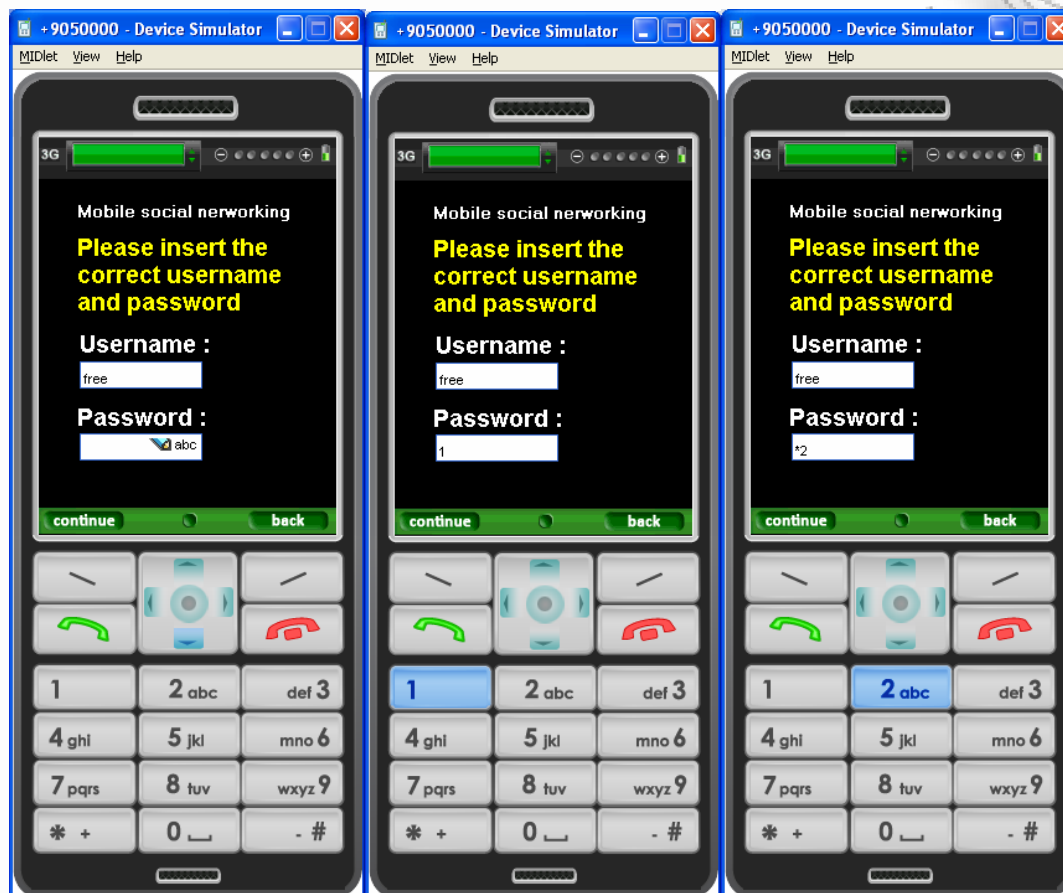 +9050000 - Device Simulator
MIDlet View Help
3G
Mobile social nerworking
Please insert the
correct username
and password
Username :
free
Password :
abc
continue back
1 2 abc def 3
4 ghi 5 jkl mno 6
7 pqrs 8 tuv wxyz 9
* + 0 - #
+9050000 - Device Simulator
MIDlet View Help
3G
Mobile social nerworking
Please insert the
correct username
and password
Username :
free
Password :
1
continue back
1 2 abc def 3
4 ghi 5 jkl mno 6
7 pqrs 8 tuv wxyz 9
* + 0 - #
+9050000 - Device Simulator
MIDlet View Help
3G
Mobile social nerworking
Please insert the
correct username
and password
Username :
free
Password :
*2
continue back
1 2 abc def 3
4 ghi 5 jkl mno 6
7 pqrs 8 tuv wxyz 9
* + 0 - #